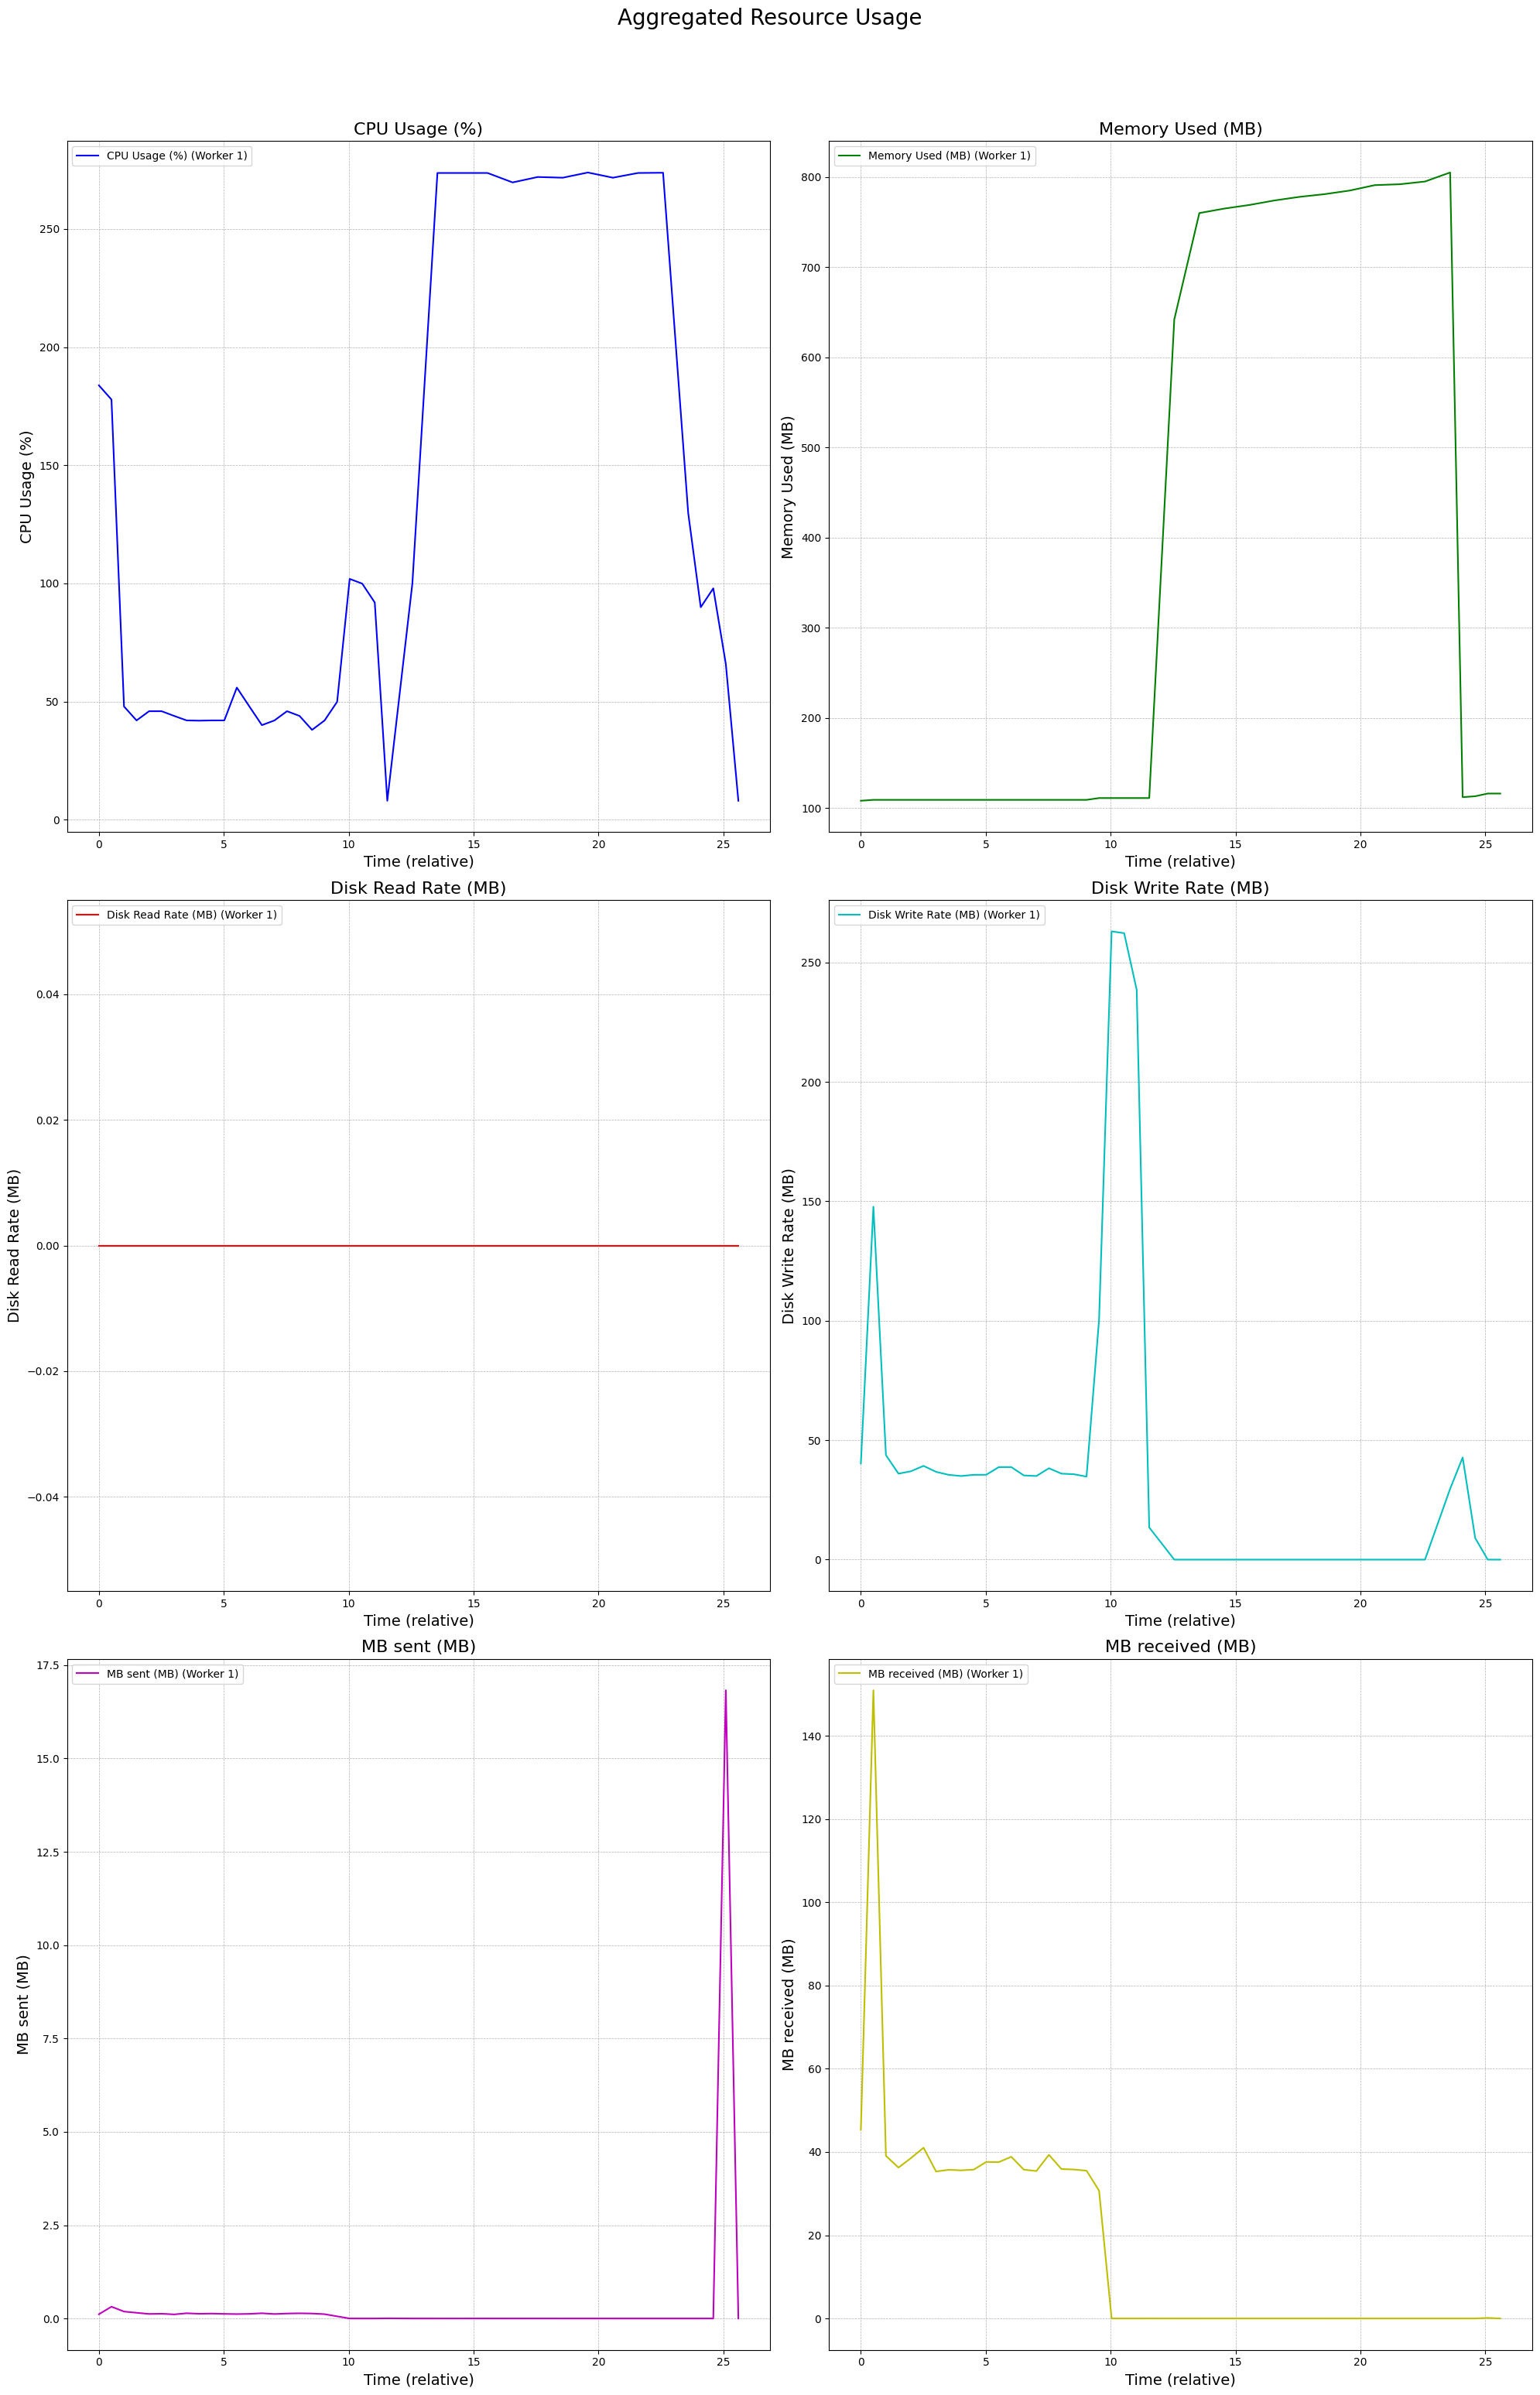 Aggregated Resource Usage
CPU Usage (%)
CPU Usage (%) (Worker 1)
CPU Usage (%)
250
200
150
100
50
0
0 5 10 15 20 25
Time (relative)
Memory Used (MB)
Memory Used (MB) (Worker 1)
Memory Used (MB)
800
700
600
500
400
300
200
100
0 5 10 15 20 25
Time (relative)
Disk Read Rate (MB)
Disk Read Rate (MB) (Worker 1)
Disk Read Rate (MB)
0.04
0.02
0.00
−0.02
−0.04
0 5 10 15 20 25
Time (relative)
Disk Write Rate (MB)
Disk Write Rate (MB) (Worker 1)
Disk Write Rate (MB)
250
200
150
100
50
0
0 5 10 15 20 25
Time (relative)
MB sent (MB)
MB sent (MB) (Worker 1)
MB sent (MB)
17.5
15.0
12.5
10.0
7.5
5.0
2.5
0.0
0 5 10 15 20 25
Time (relative)
MB received (MB)
MB received (MB) (Worker 1)
MB received (MB)
140
120
100
80
60
40
20
0
0 5 10 15 20 25
Time (relative)